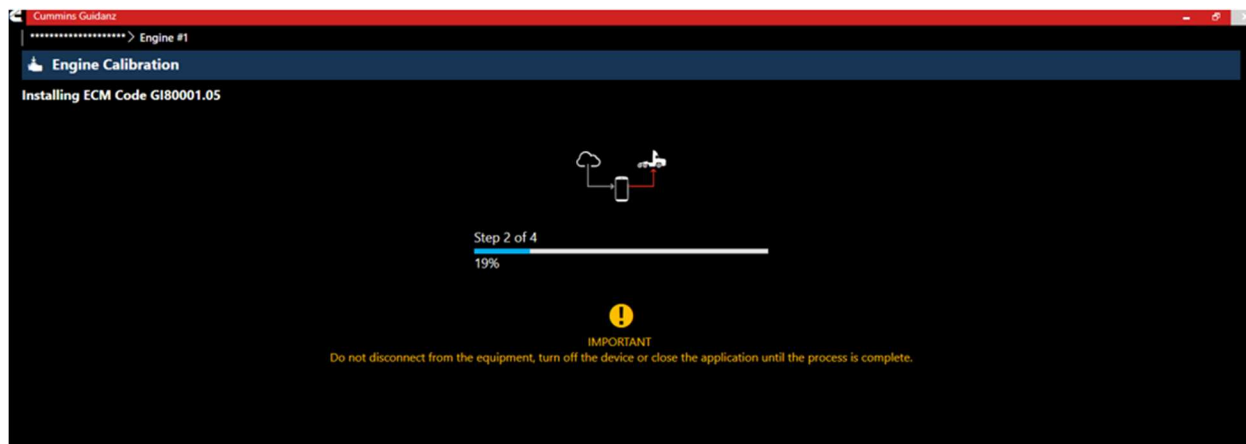 Cummins Guidanz
******************** > Engine #1
Engine Calibration
Installing ECM Code GI80001.05
Step 2 of 4
19%
IMPORTANT
Do not disconnect from the equipment, turn off the device or close the application until the process is complete.